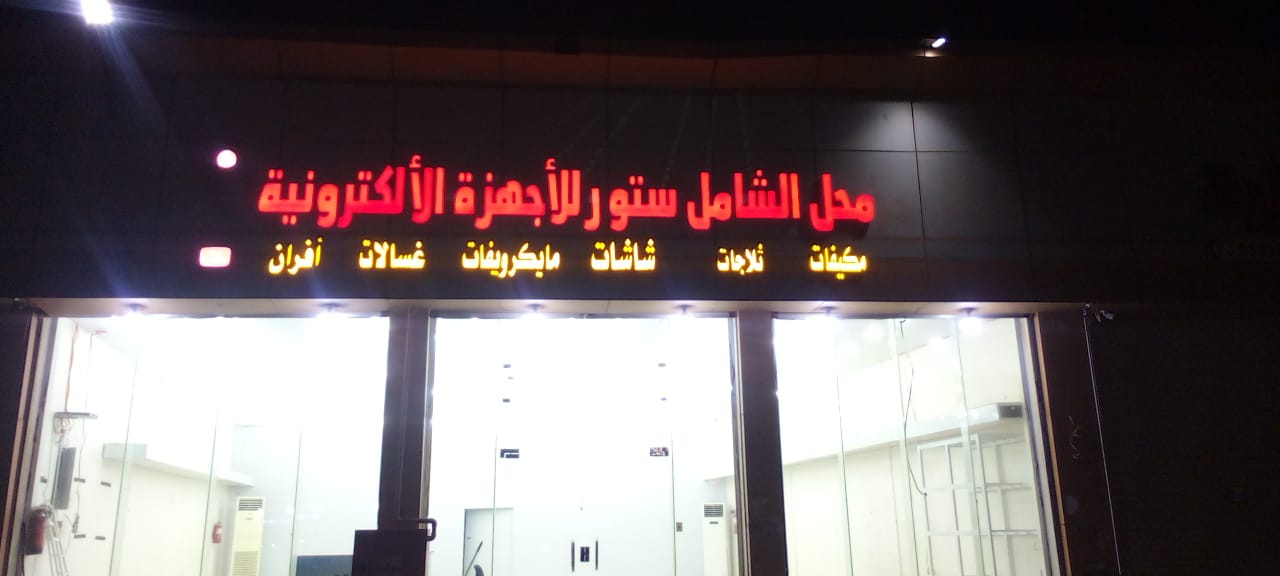 محل الشامل ستور للأجهزة الألكترونية
مكيفات ثلاجات شاشات مايكرويفات غسالات أفران